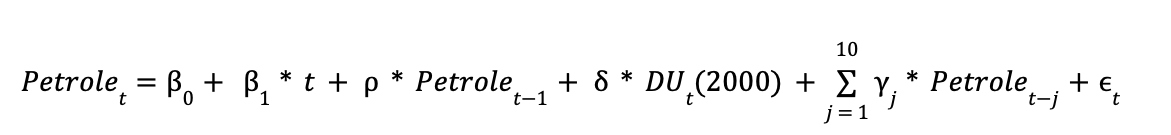 Petrole_t = β_0 + β_1 * t + ρ * Petrole_{t−1} + δ * DU_t(2000) + ∑_{j = 1}^{10} γ_j * Petrole_{t−j} + ϵ_t